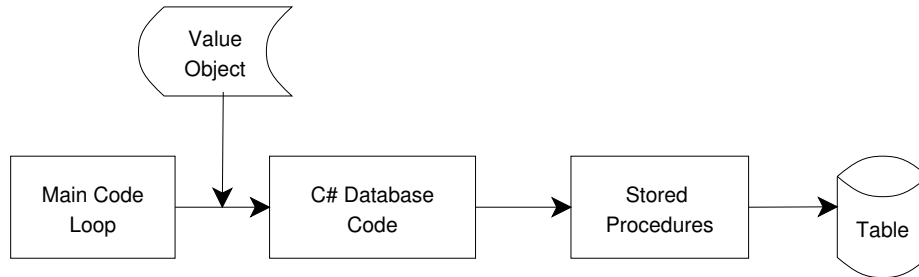 Value
Object
Main Code
Loop
C# Database
Code
Stored
Procedures
Table